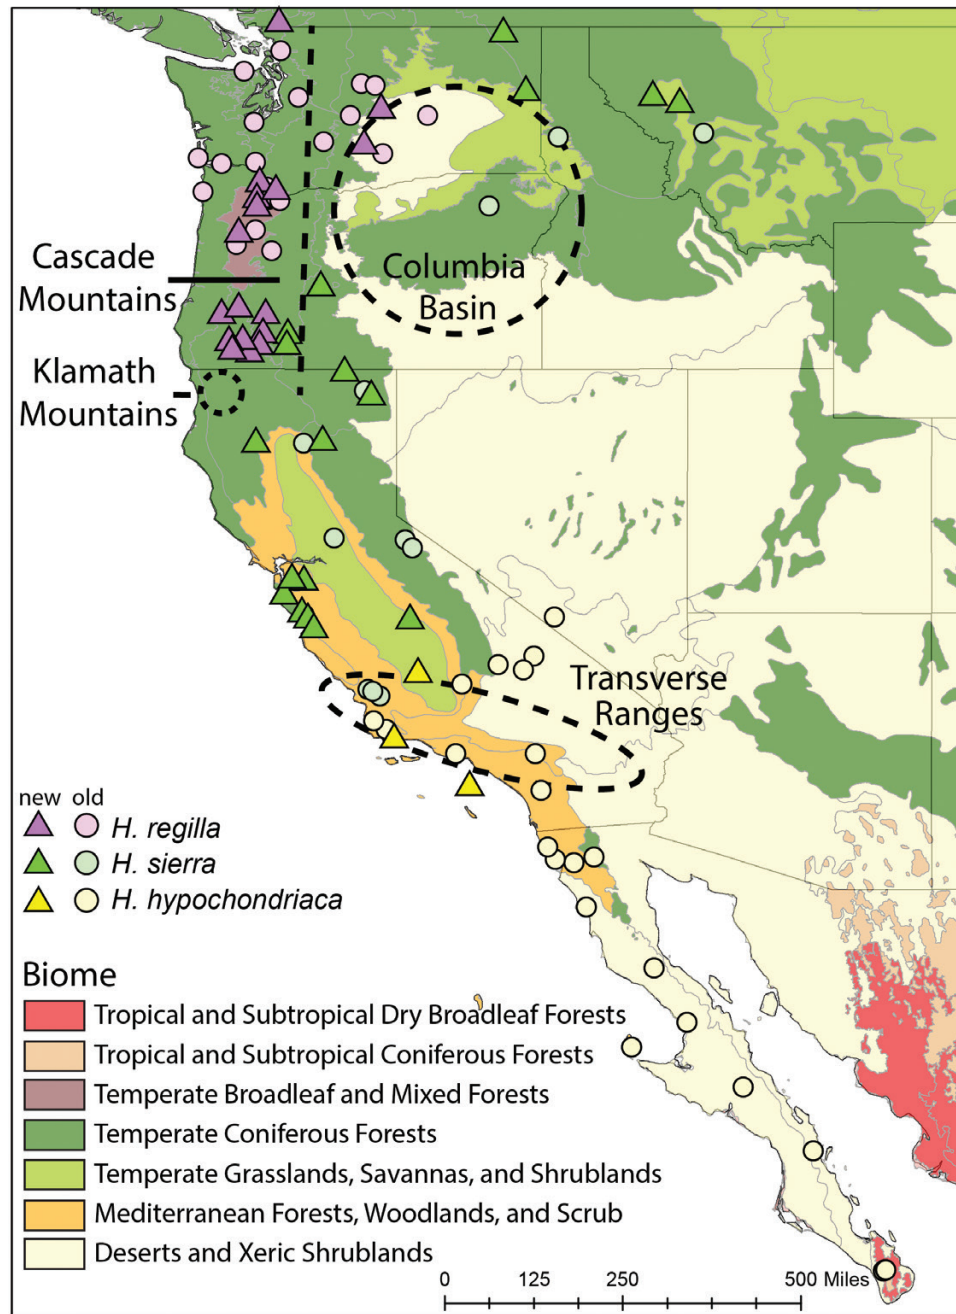 Cascade
Mountains
Columbia
Basin
Klamath
Mountains
Transverse
Ranges
new old
H. regilla
H. sierra
H. hypochondriaca
Biome
Tropical and Subtropical Dry Broadleaf Forests
Tropical and Subtropical Coniferous Forests
Temperate Broadleaf and Mixed Forests
Temperate Coniferous Forests
Temperate Grasslands, Savannas, and Shrublands
Mediterranean Forests, Woodlands, and Scrub
Deserts and Xeric Shrublands
0 125 250 500 Miles